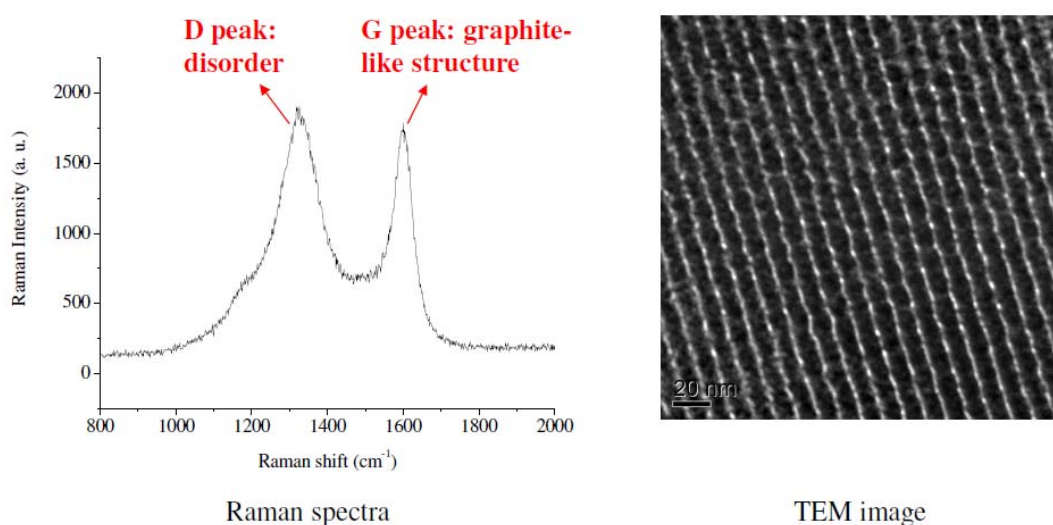 D peak:
disorder
G peak: graphite-
like structure
2000
1500
1000
500
0
Raman Intensity (a. u.)
800
1000
1200
1400
1600
1800
2000
Raman shift (cm⁻¹)
Raman spectra
20 nm
TEM image